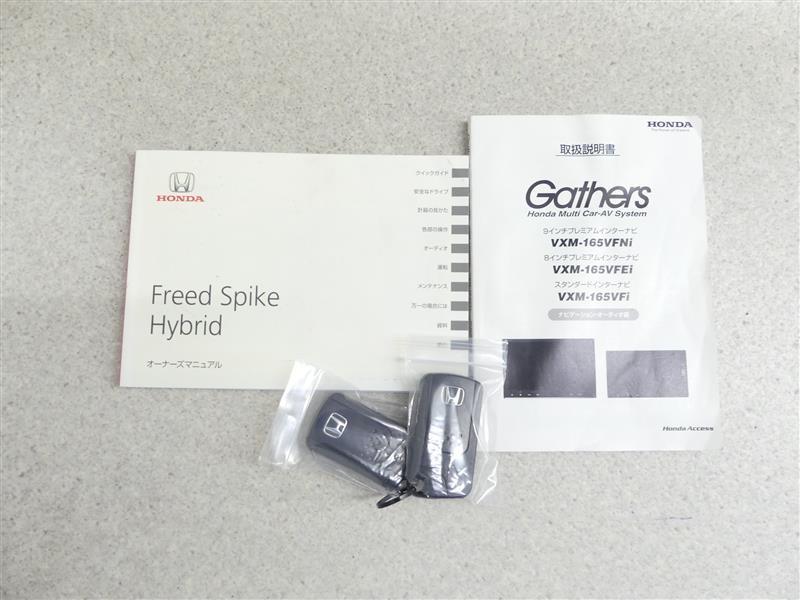 HONDA
Freed Spike
Hybrid
オーナーズマニュアル
クイックガイド
安全なドライブ
計器の見かた
各部の操作
オーディオ
運転
メンテナンス
万一の場合には
資料
HONDA
The Power of Dreams
取扱説明書
Gathers
Honda Multi Car-AV System
9インチプレミアムインターナビ
VXM-165VFNi
8インチプレミアムインターナビ
VXM-165VFEi
スタンダードインターナビ
VXM-165VFi
ナビゲーション・オーディオ編
Honda Access